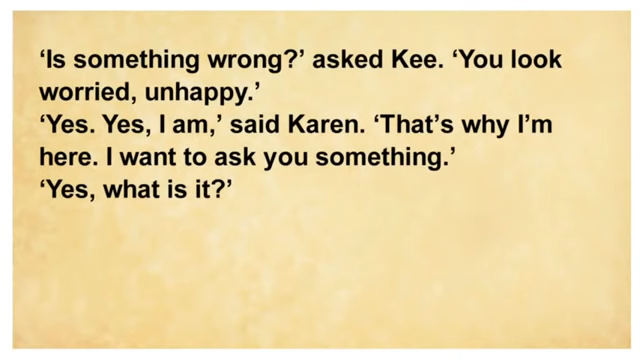 ‘Is something wrong?’ asked Kee. ‘You look
worried, unhappy.’
‘Yes. Yes, I am,’ said Karen. ‘That’s why I’m
here. I want to ask you something.’
‘Yes, what is it?’